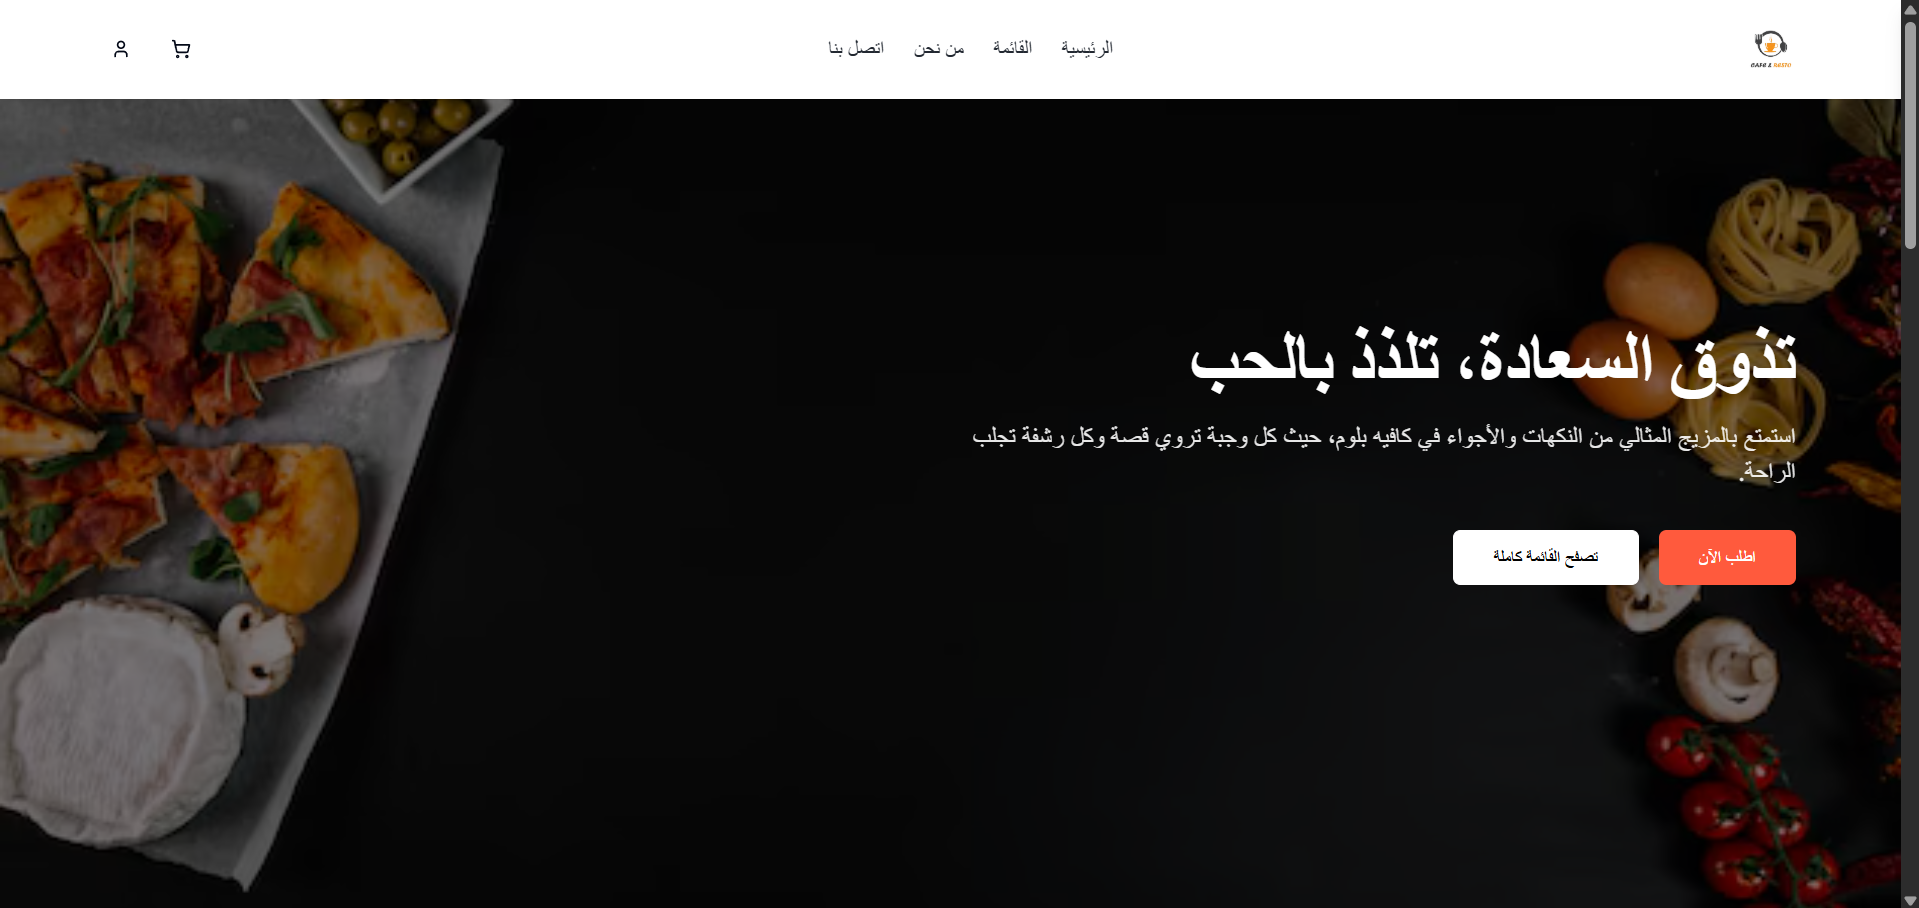 CAFE & RESTO
الرئيسية
القائمة
من نحن
اتصل بنا
تذوق السعادة، تلذذ بالحب
استمتع بالمزيج المثالي من النكهات والأجواء في كافيه بلوم، حيث كل وجبة تروي قصة وكل رشفة تجلب
الراحة.
اطلب الآن
تصفح القائمة كاملة